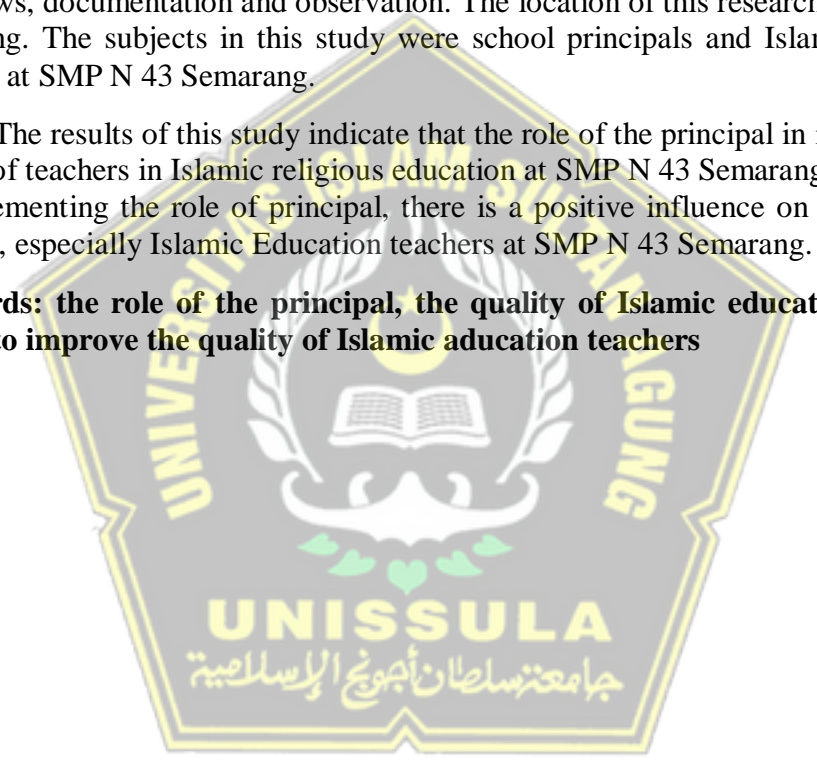 ws, documentation and observation. The location of this research
ng. The subjects in this study were school principals and Islam
at SMP N 43 Semarang.
The results of this study indicate that the role of the principal in
of teachers in Islamic religious education at SMP N 43 Semarang
ementing the role of principal, there is a positive influence on
, especially Islamic Education teachers at SMP N 43 Semarang.
rds: the role of the principal, the quality of Islamic educat
to improve the quality of Islamic aducation teachers
UNIVERSITAS ISLAM SULTAN AGUNG
UNISSULA
جامعة سلطان أجونج الإسلامية